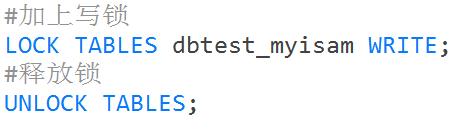 #加上写锁
LOCK TABLES dbtest_myisam WRITE;
#释放锁
UNLOCK TABLES;